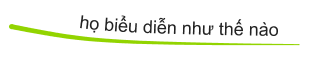 họ biểu diễn như thế nào